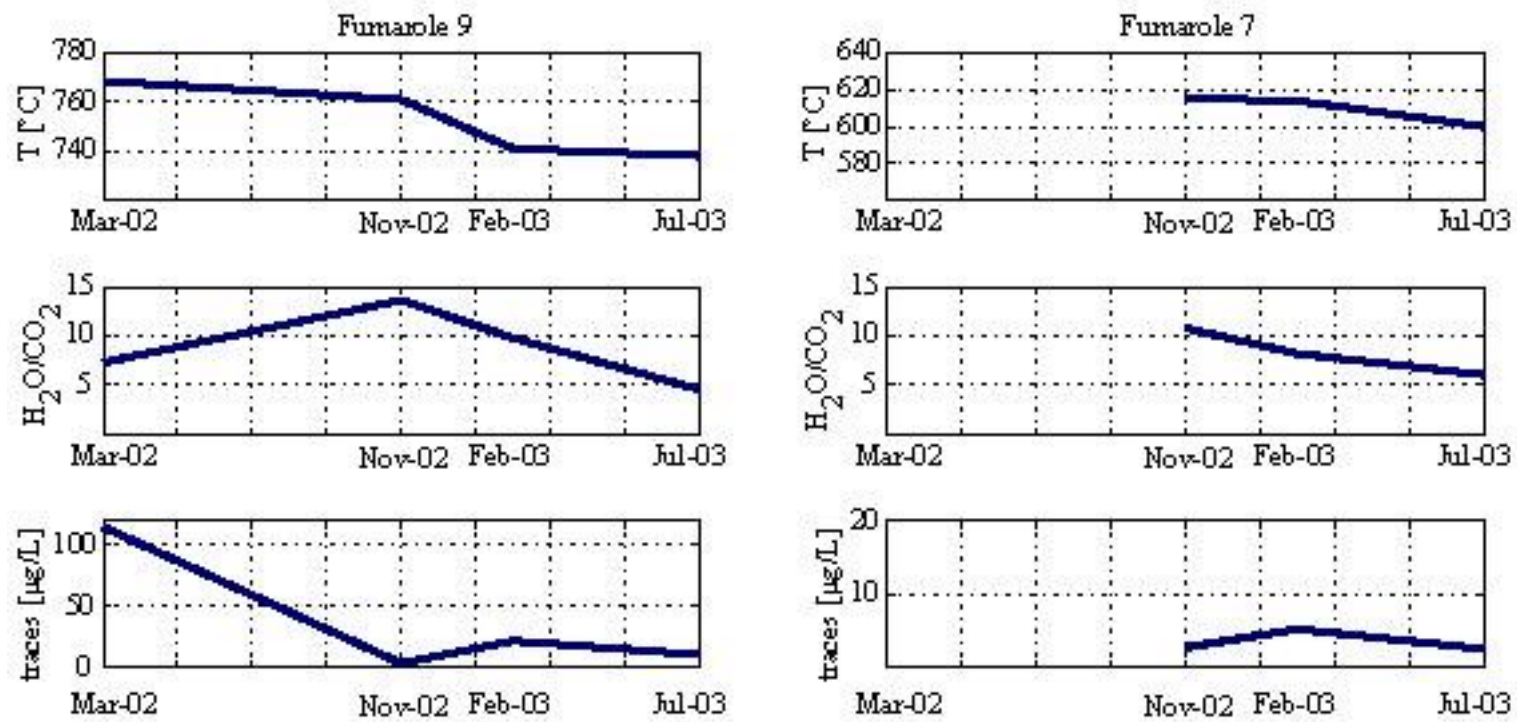 Fumarole 9
T [°C]
780
760
740
Mar-02 Nov-02 Feb-03 Jul-03
H₂O/CO₂
15
10
5
Mar-02 Nov-02 Feb-03 Jul-03
traces [µg/L]
100
50
0
Mar-02 Nov-02 Feb-03 Jul-03
Fumarole 7
T [°C]
640
620
600
580
Mar-02 Nov-02 Feb-03 Jul-03
H₂O/CO₂
15
10
5
Mar-02 Nov-02 Feb-03 Jul-03
traces [µg/L]
20
10
Mar-02 Nov-02 Feb-03 Jul-03